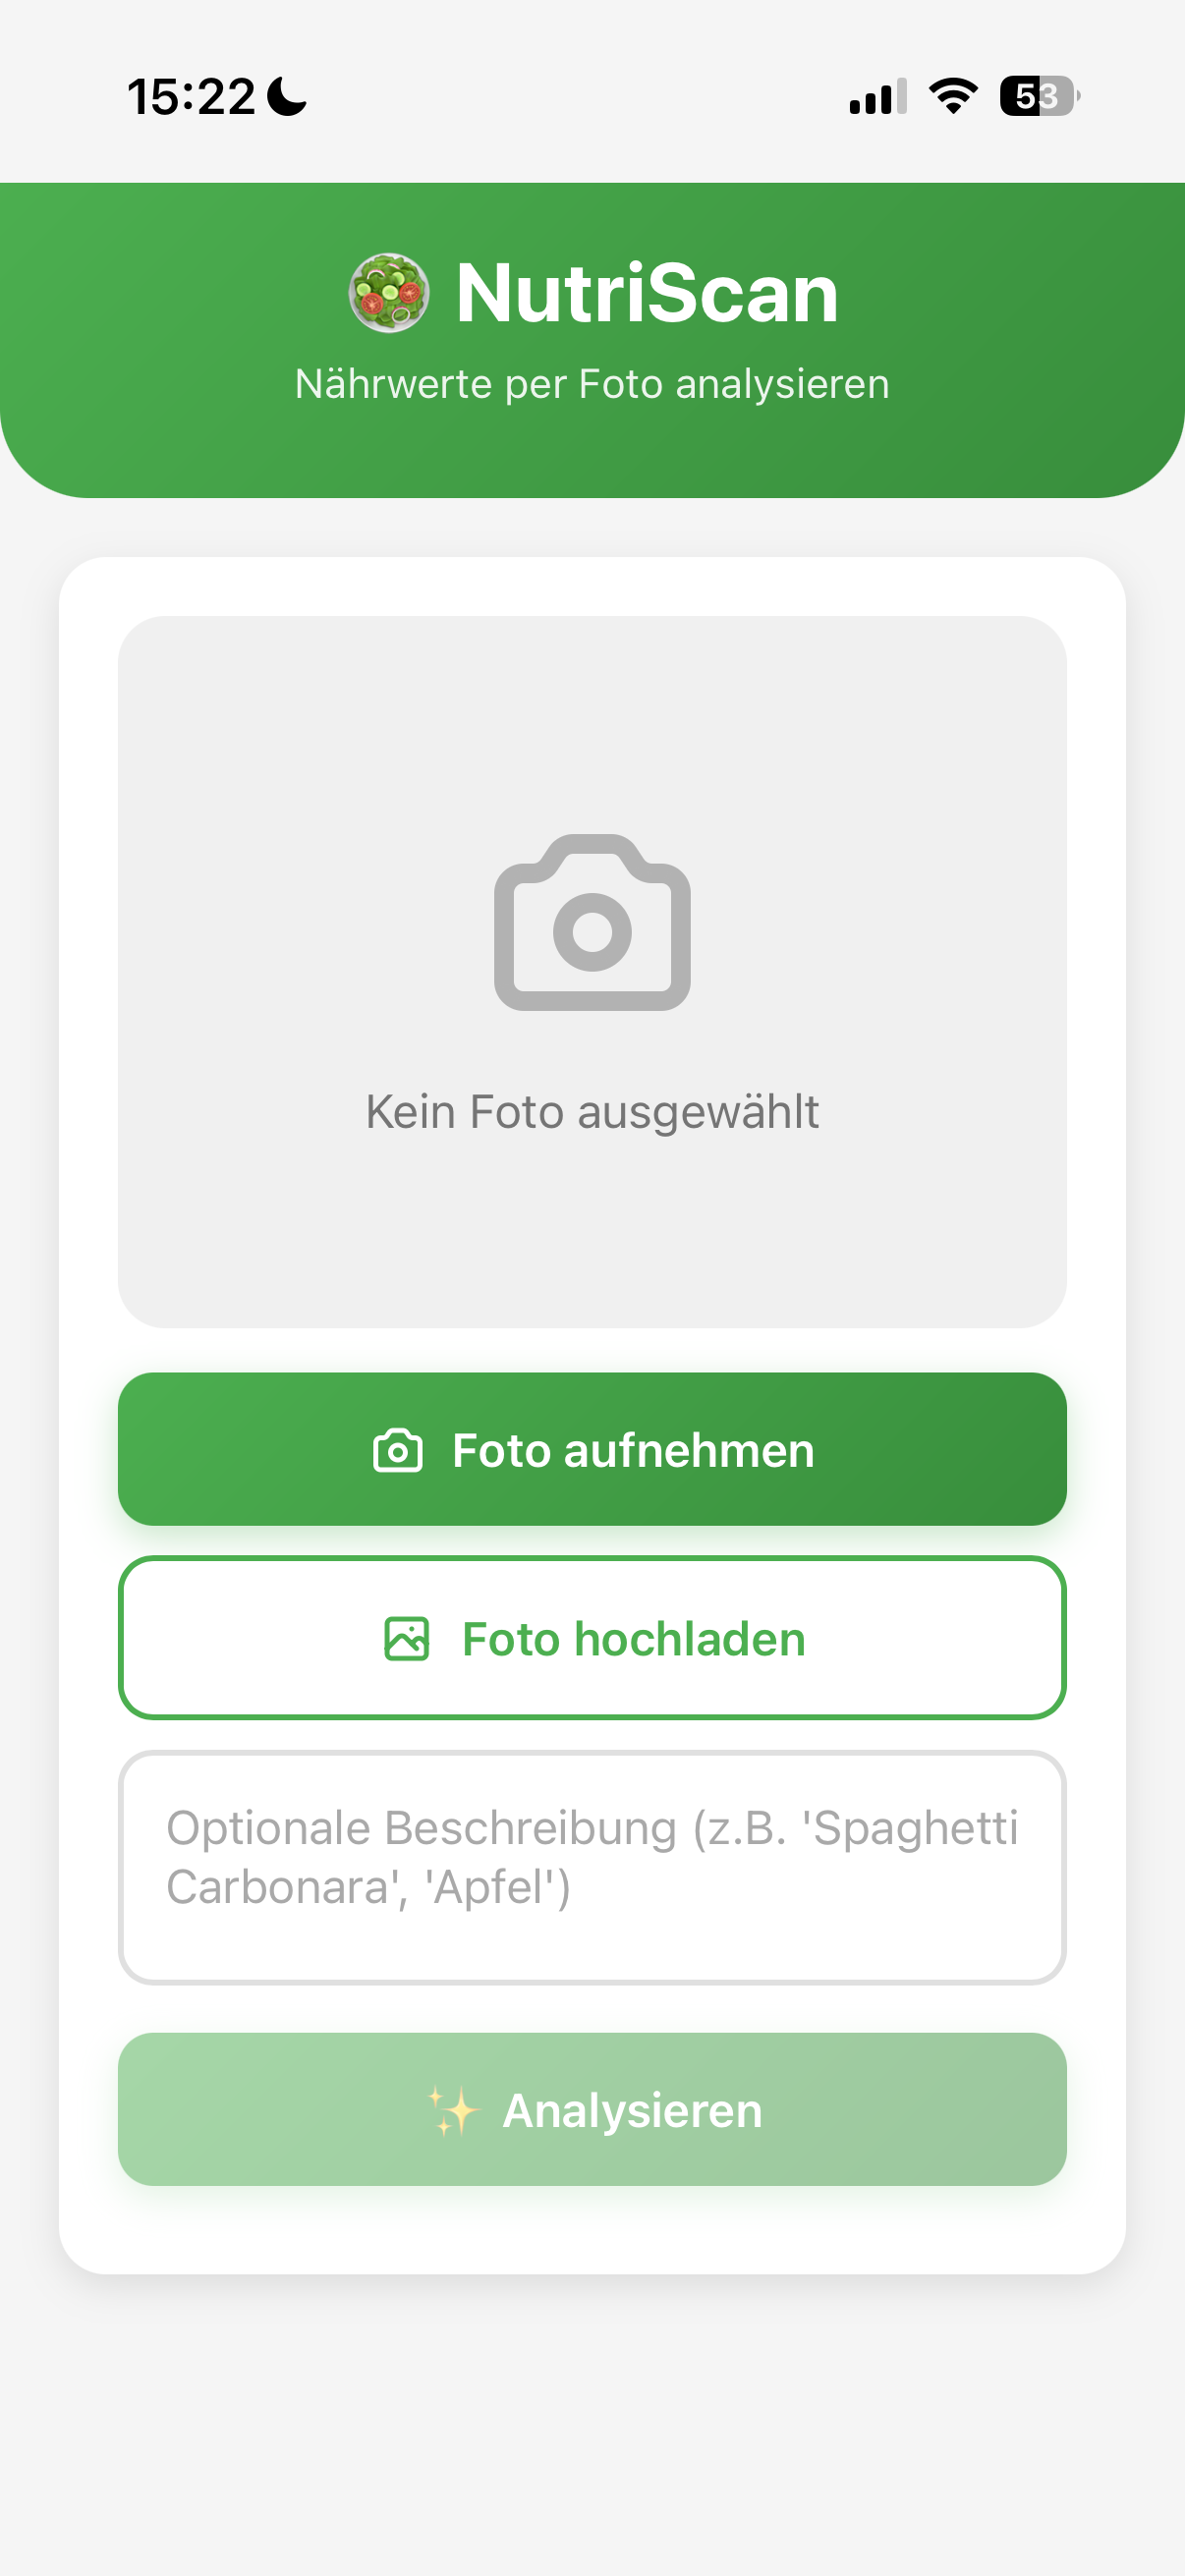 15:22
53
NutriScan
Nährwerte per Foto analysieren
Kein Foto ausgewählt
Foto aufnehmen
Foto hochladen
Optionale Beschreibung (z.B. 'Spaghetti
Carbonara', 'Apfel')
Analysieren